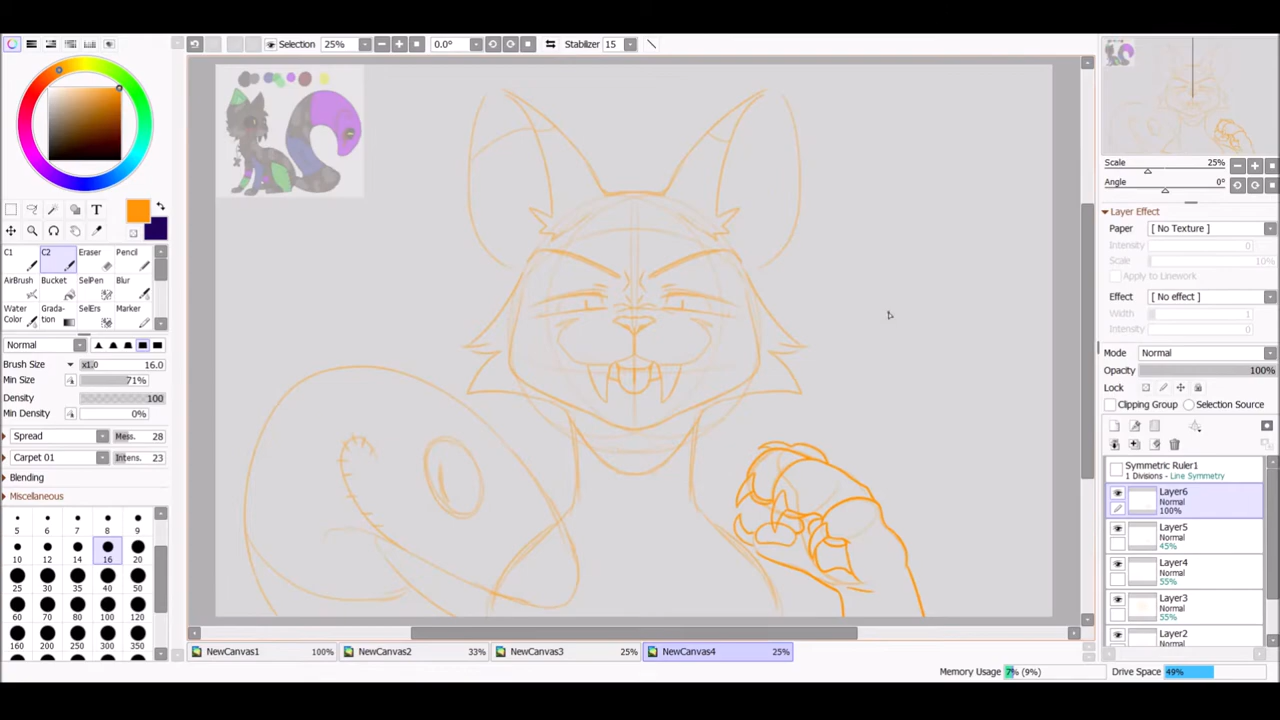 Selection 25% 0.0° Stabilizer 15
T
C1 C2 Eraser Pencil
AirBrush Bucket SelPen Blur
Water Color Grada-tion SelErs Marker
Normal
Brush Size x1.0 16.0
Min Size 71%
Density 100
Min Density 0%
Spread Mess. 28
Carpet 01 Intens. 23
Blending
Miscellaneous
5 6 7 8 9
10 12 14 16 20
25 30 35 40 50
60 70 80 100 120
160 200 250 300 350
NewCanvas1 100% NewCanvas2 33% NewCanvas3 25% NewCanvas4 25%
Memory Usage 7% (9%) Drive Space 49%
Scale 25%
Angle 0°
Layer Effect
Paper [ No Texture ]
Intensity 0
Scale 10%
Apply to Linework
Effect [ No effect ]
Width 1
Intensity
Mode Normal
Opacity 100%
Lock
Clipping Group Selection Source
Symmetric Ruler1
1 Divisions - Line Symmetry
Layer6
Normal
100%
Layer5
Normal
45%
Layer4
Normal
55%
Layer3
Normal
55%
Layer2
Normal